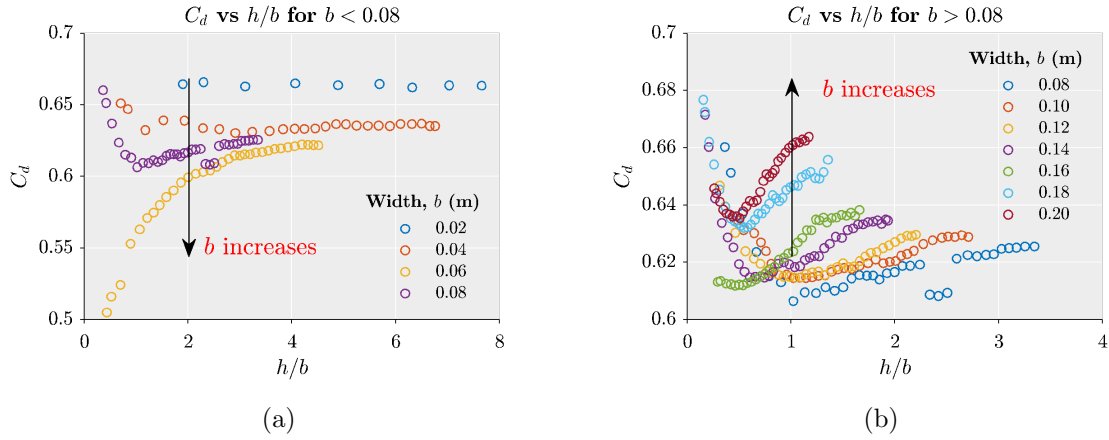 C_d vs h/b for b < 0.08
0.7
0.65
0.6
0.55
0.5
C_d
0
2
4
6
8
h/b
Width, b (m)
0.02
0.04
0.06
0.08
b increases
(a)
C_d vs h/b for b > 0.08
0.7
0.68
0.66
0.64
0.62
0.6
C_d
0
1
2
3
4
h/b
b increases
Width, b (m)
0.08
0.10
0.12
0.14
0.16
0.18
0.20
(b)